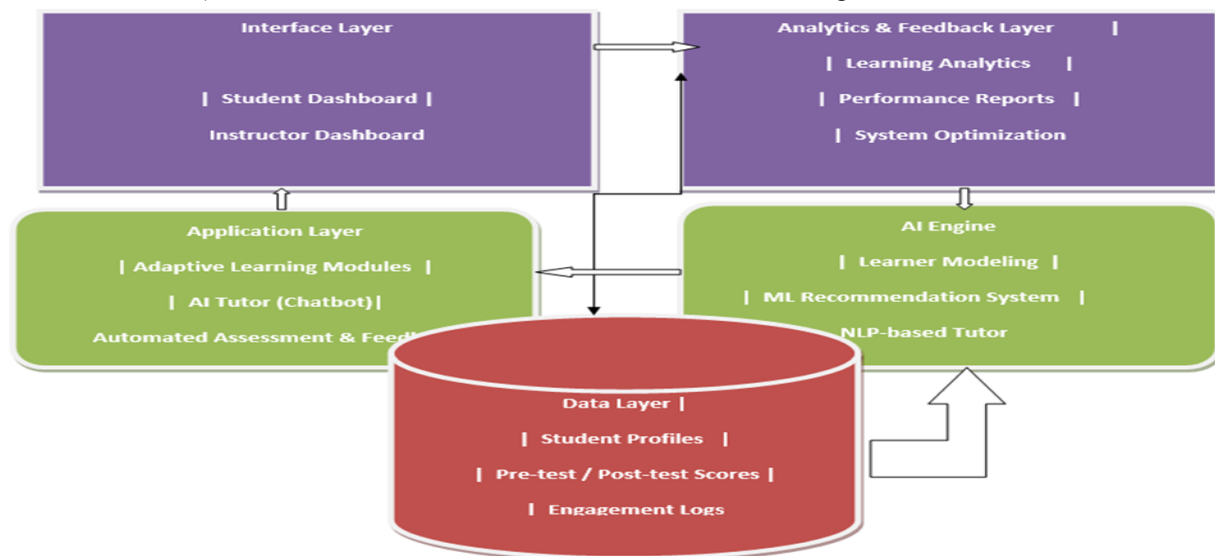 Interface Layer
| Student Dashboard |
Instructor Dashboard
Analytics & Feedback Layer |
| Learning Analytics |
| Performance Reports |
| System Optimization
Application Layer
| Adaptive Learning Modules |
| AI Tutor (Chatbot)|
Automated Assessment &
AI Engine
| Learner Modeling |
| ML Recommendation System |
NLP-based Tutor
Data Layer |
| Student Profiles |
| Pre-test / Post-test Scores |
| Engagement Logs